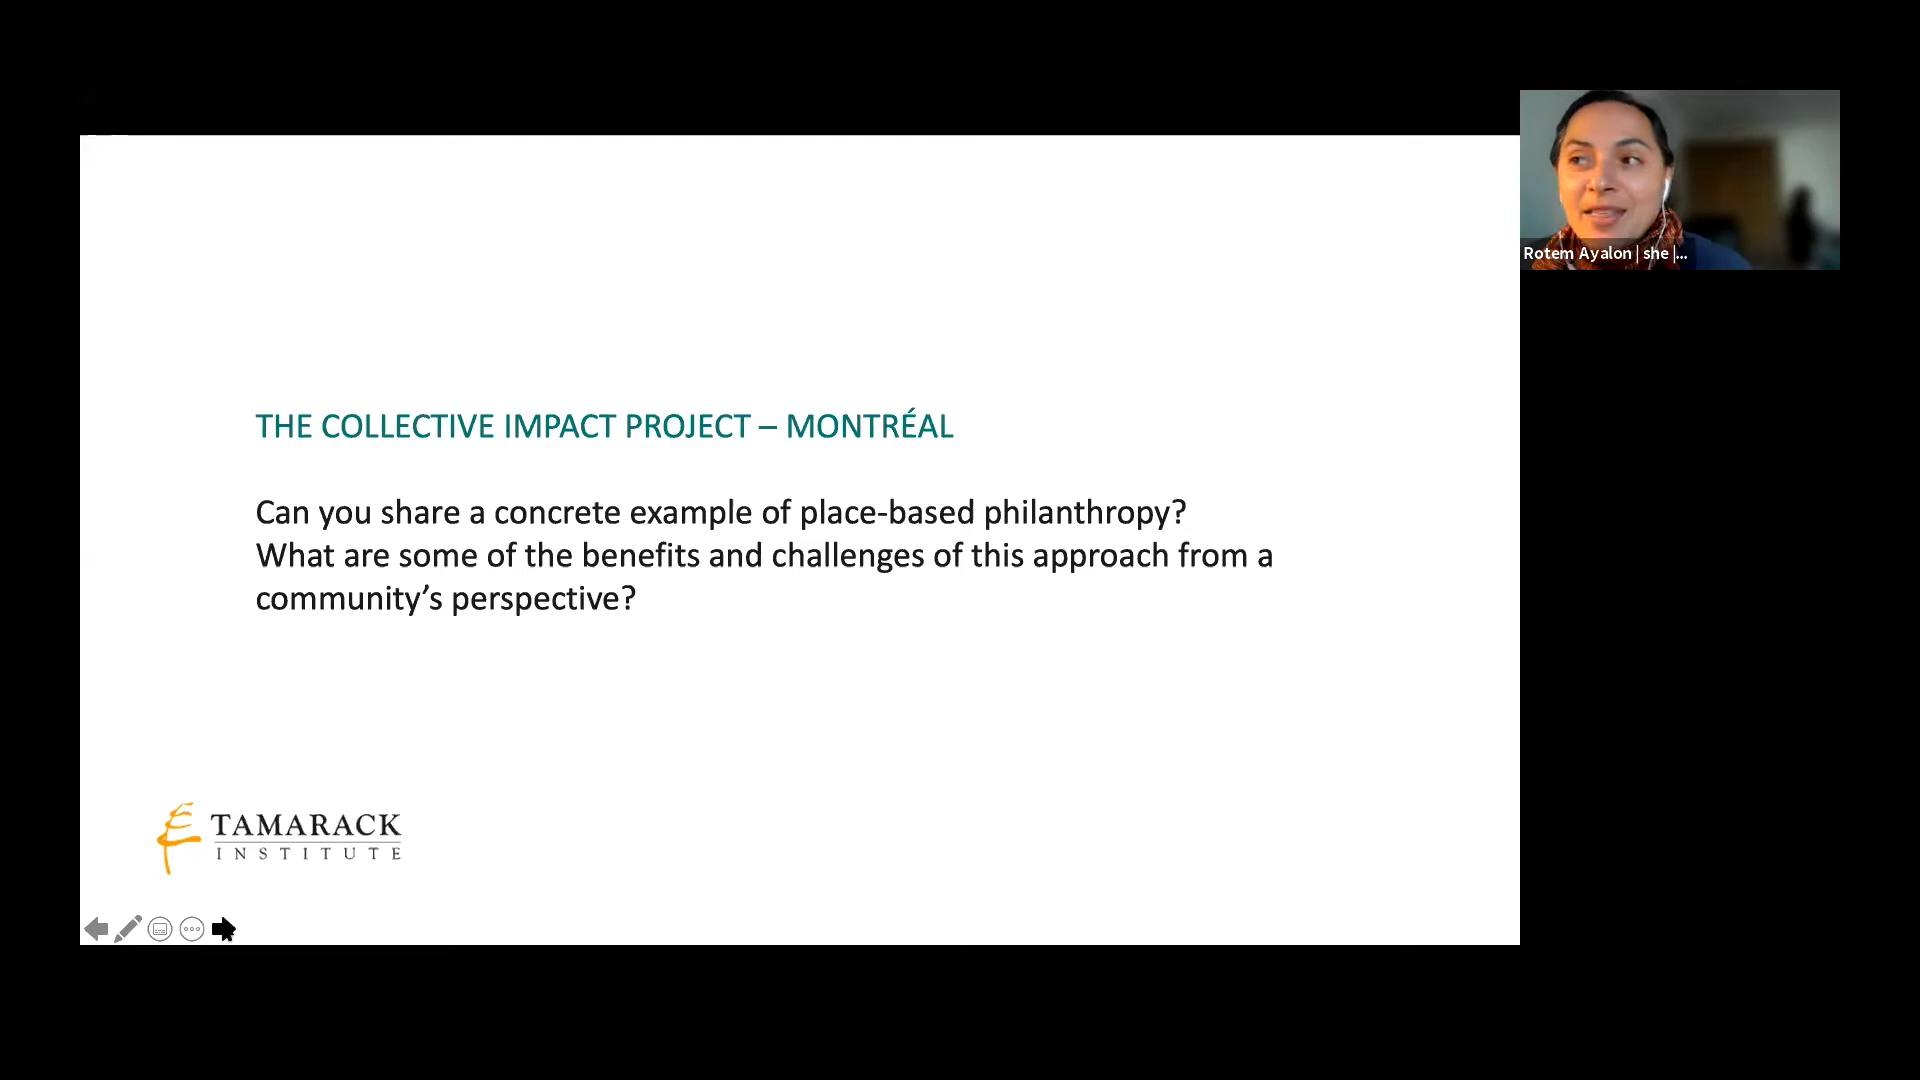 Rotem Ayalon | she |...
THE COLLECTIVE IMPACT PROJECT – MONTRÉAL
Can you share a concrete example of place-based philanthropy?
What are some of the benefits and challenges of this approach from a
community’s perspective?
TAMARACK
INSTITUTE